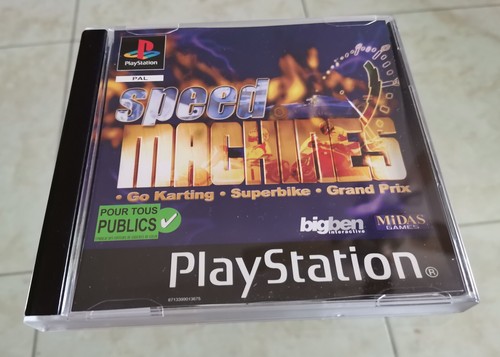 PlayStation
PAL
speed
MACHINES
• Go Karting • Superbike • Grand Prix
POUR TOUS
PUBLICS
bigben
interactive
MIDAS
GAMES
PlayStation®